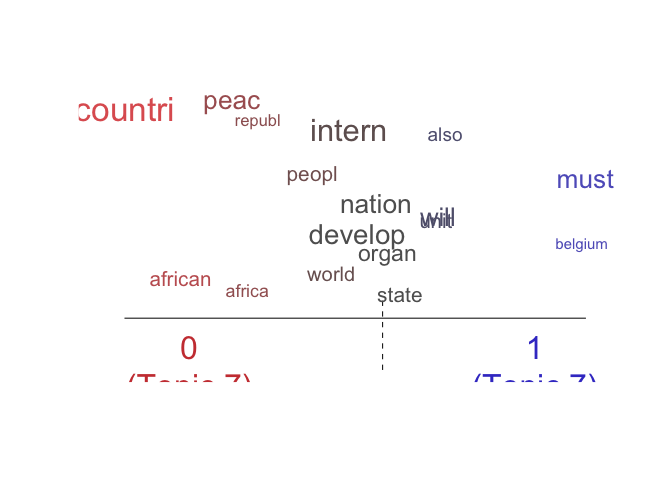 peac
countri
republ
intern
also
peopl
must
nation
will
unit
develop
belgium
organ
world
african
africa
state
0
1
(Topic 7)
(Topic 7)